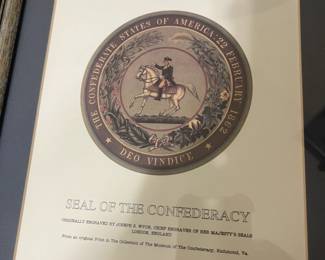 THE CONFEDERATE STATES OF AMERICA: 22 FEBRUARY 1862
DEO VINDICE
SEAL OF THE CONFEDERACY
ORIGINALLY ENGRAVED BY JOSEPH S. WYON, CHIEF ENGRAVER OF HER MAJESTY'S SEALS
LONDON, ENGLAND
From an original Print in The Collection of The Museum of The Confederacy, Richmond, Va.